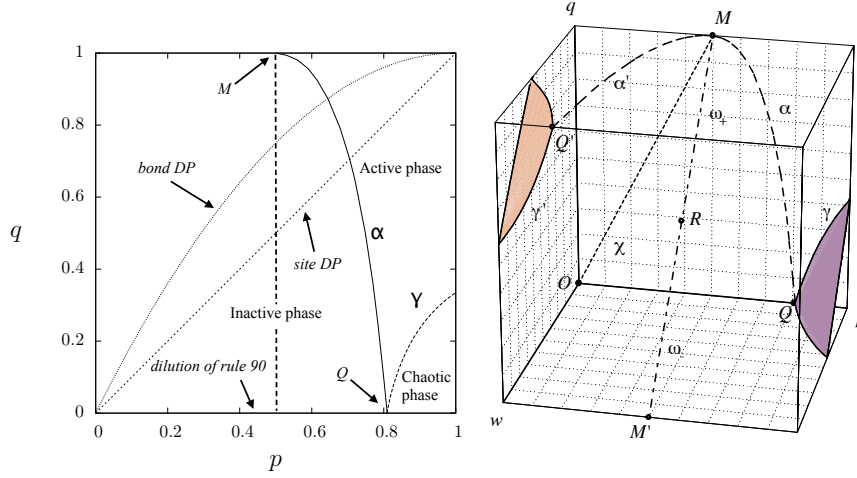 1
0.8
0.6
0.4
0.2
0
q
0
0.2
0.4
0.6
0.8
1
p
M
bond DP
Active phase
α
site DP
γ
Inactive phase
dilution of rule 90
Q
Chaotic
phase
q
M
α'
α
ω+
Q'
γ'
γ
R
χ
O
Q
ω
w
M'